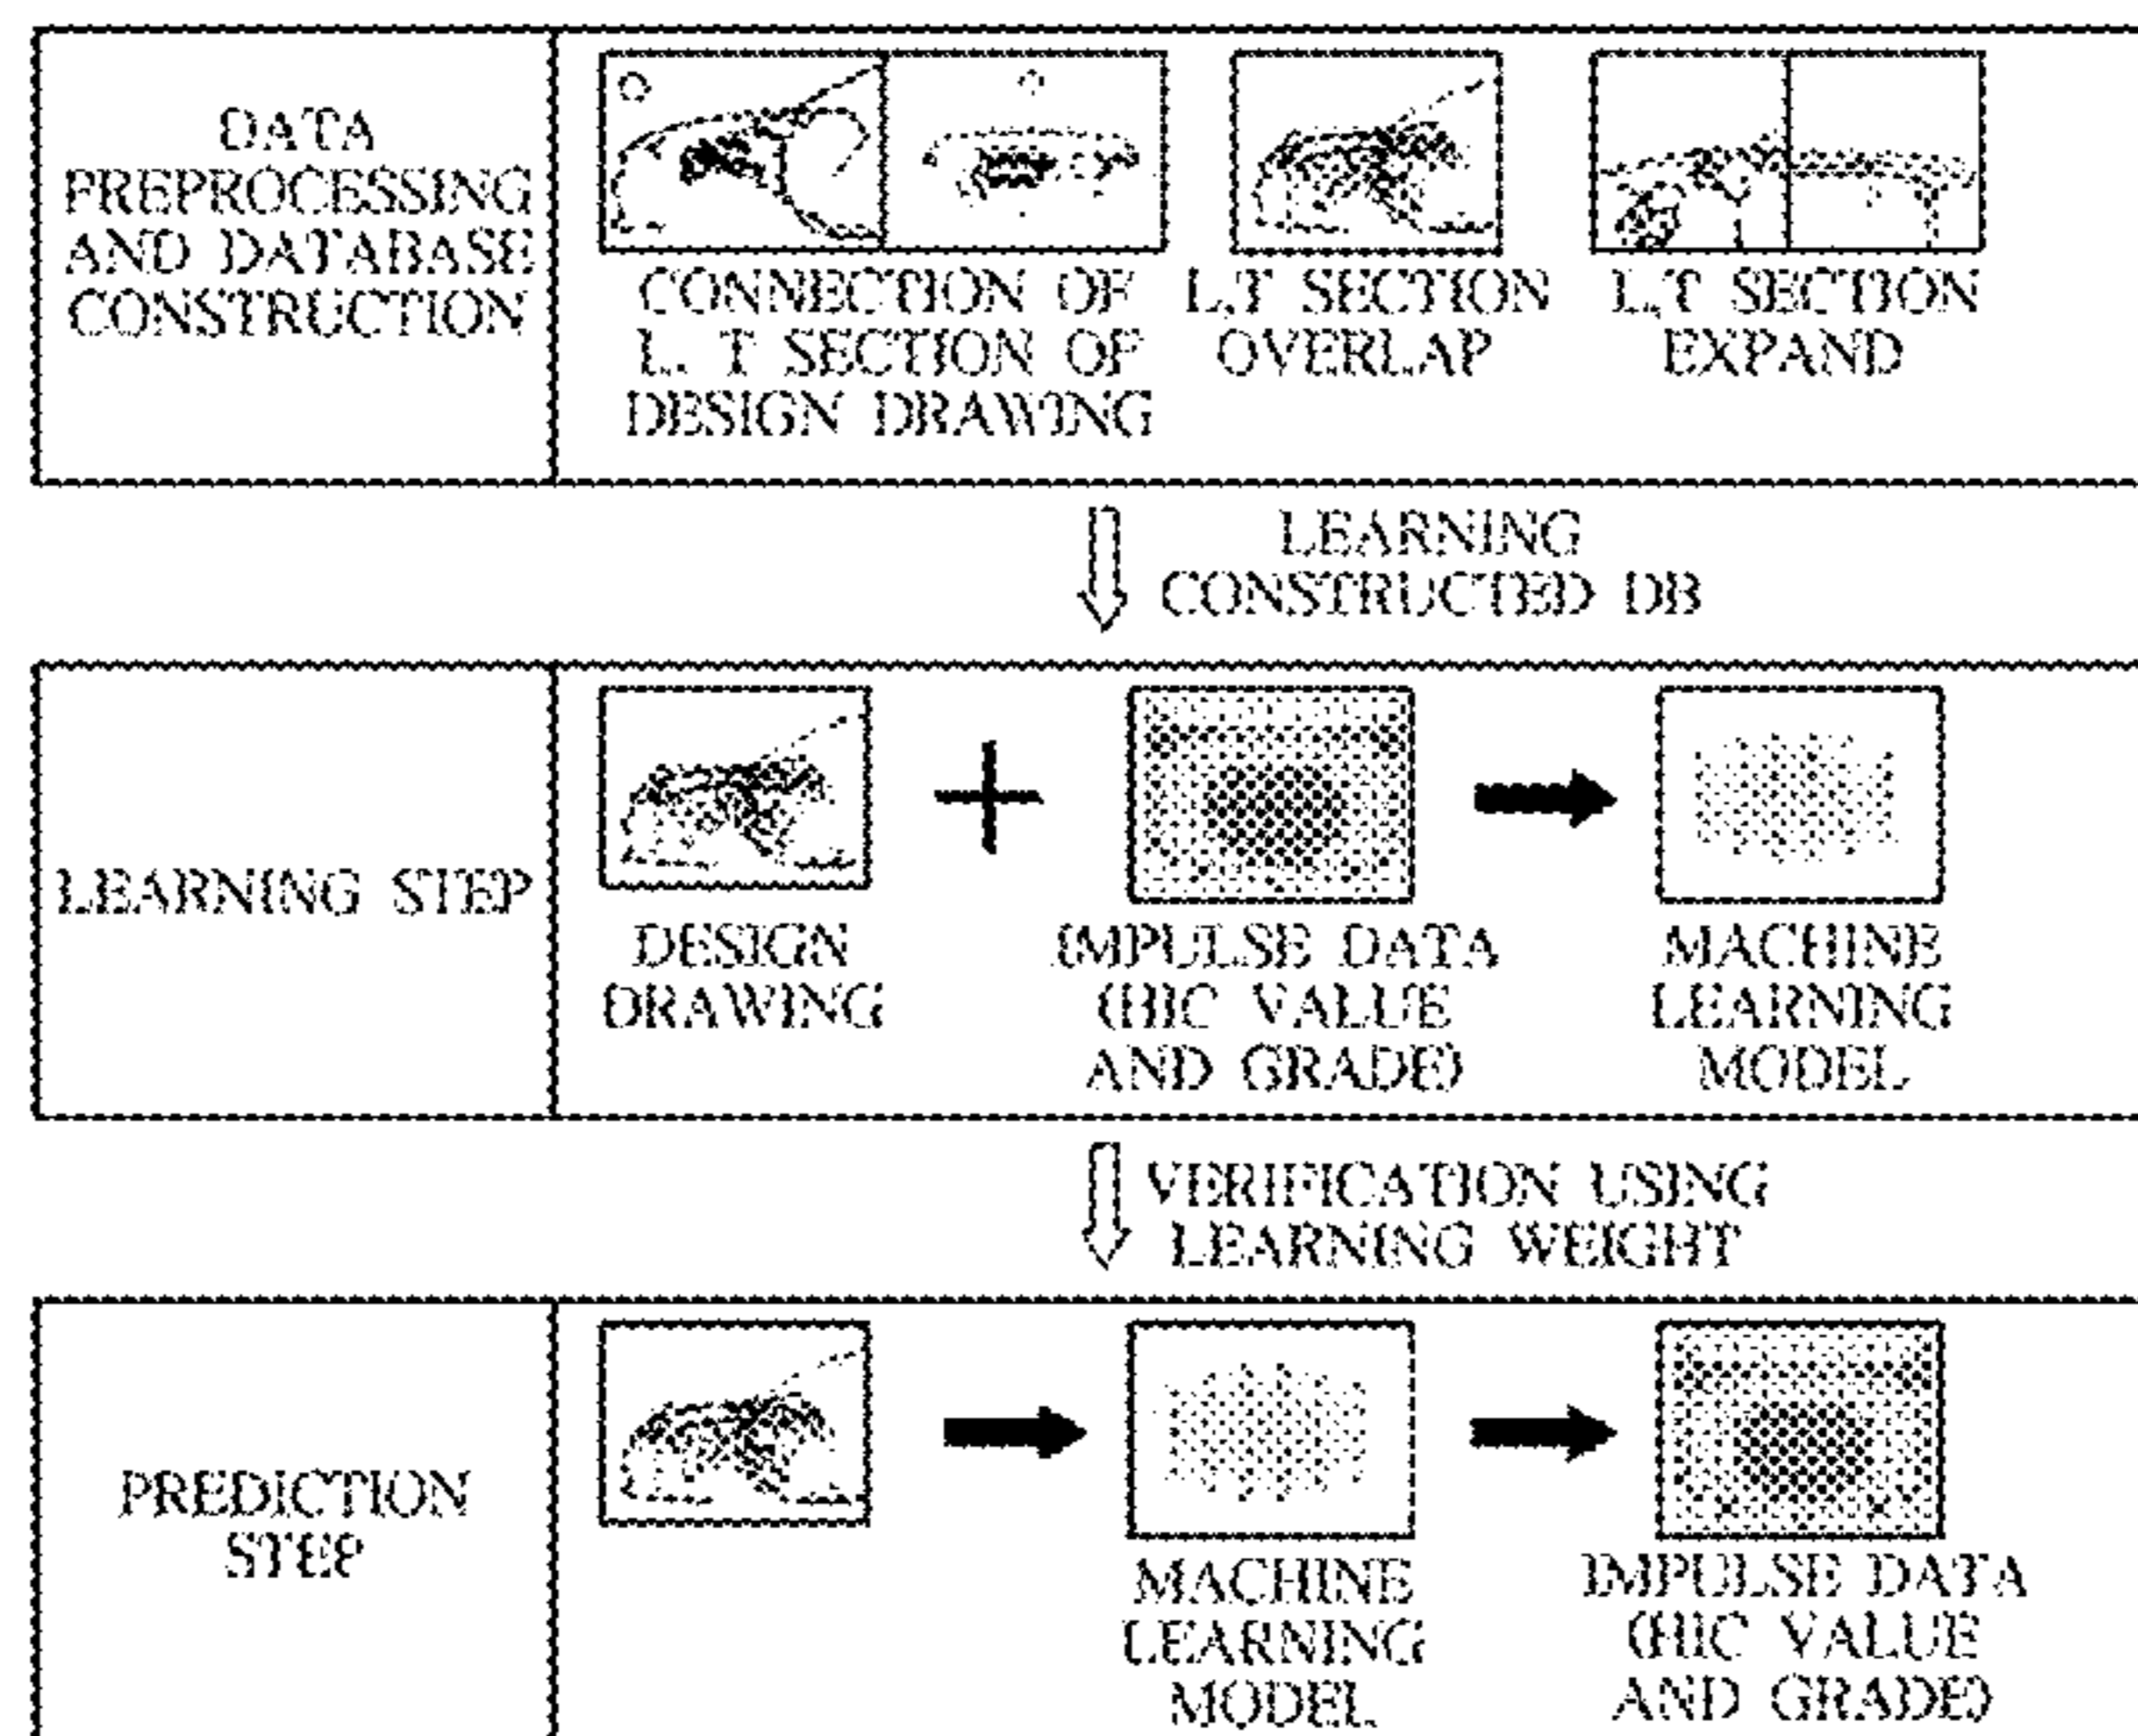 DATA
PREPROCESSING
AND DATABASE
CONSTRUCTION
CONNECTION OF
L, T SECTION OF
DESIGN DRAWING
L,T SECTION
OVERLAP
L,T SECTION
EXPAND
LEARNING
CONSTRUCTED DB
LEARNING STEP
DESIGN
DRAWING
IMPULSE DATA
(HIC VALUE
AND GRADE)
MACHINE
LEARNING
MODEL
VERIFICATION USING
LEARNING WEIGHT
PREDICTION
STEP
MACHINE
LEARNING
MODEL
IMPULSE DATA
(HIC VALUE
AND GRADE)